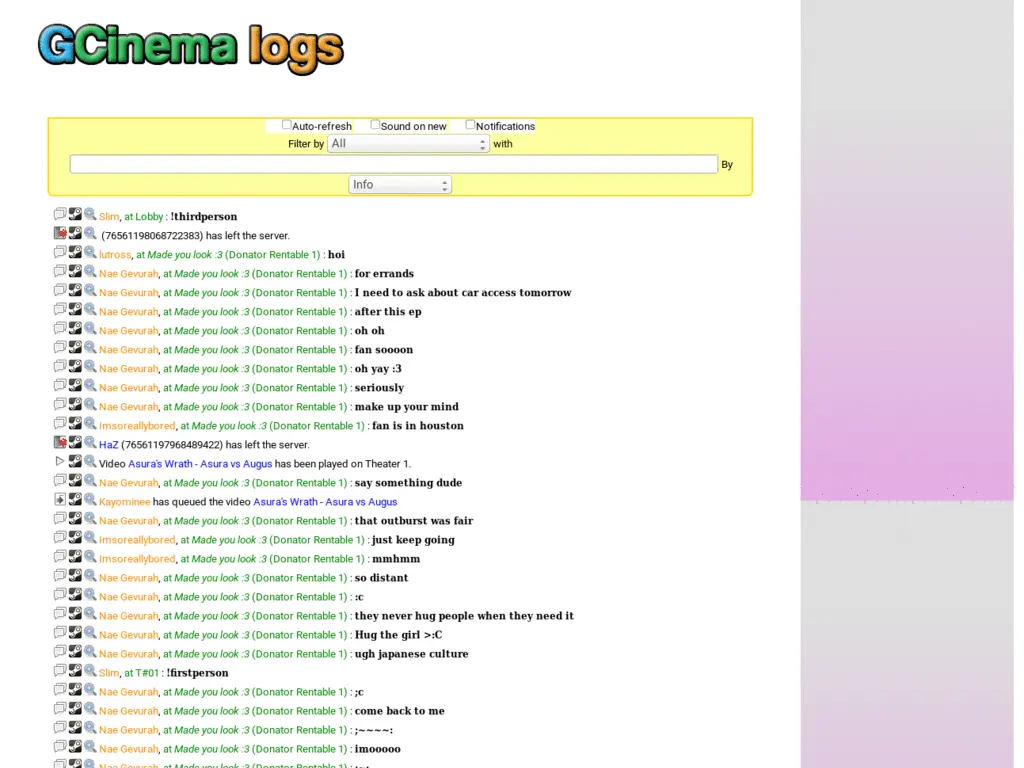 GCinema logs
Auto-refresh Sound on new Notifications
Filter by All with
By
Info
Slim, at Lobby : !thirdperson
(76561198068722383) has left the server.
lutross, at Made you look :3 (Donator Rentable 1) : hoi
Nae Gevurah, at Made you look :3 (Donator Rentable 1) : for errands
Nae Gevurah, at Made you look :3 (Donator Rentable 1) : I need to ask about car access tomorrow
Nae Gevurah, at Made you look :3 (Donator Rentable 1) : after this ep
Nae Gevurah, at Made you look :3 (Donator Rentable 1) : oh oh
Nae Gevurah, at Made you look :3 (Donator Rentable 1) : fan soooon
Nae Gevurah, at Made you look :3 (Donator Rentable 1) : oh yay :3
Nae Gevurah, at Made you look :3 (Donator Rentable 1) : seriously
Nae Gevurah, at Made you look :3 (Donator Rentable 1) : make up your mind
Imsoreallybored, at Made you look :3 (Donator Rentable 1) : fan is in houston
HaZ (76561197968489422) has left the server.
Video Asura's Wrath - Asura vs Augus has been played on Theater 1.
Nae Gevurah, at Made you look :3 (Donator Rentable 1) : say something dude
Kayominee has queued the video Asura's Wrath - Asura vs Augus
Nae Gevurah, at Made you look :3 (Donator Rentable 1) : that outburst was fair
Imsoreallybored, at Made you look :3 (Donator Rentable 1) : just keep going
Imsoreallybored, at Made you look :3 (Donator Rentable 1) : mmhmm
Nae Gevurah, at Made you look :3 (Donator Rentable 1) : so distant
Nae Gevurah, at Made you look :3 (Donator Rentable 1) : :c
Nae Gevurah, at Made you look :3 (Donator Rentable 1) : they never hug people when they need it
Nae Gevurah, at Made you look :3 (Donator Rentable 1) : Hug the girl >:C
Nae Gevurah, at Made you look :3 (Donator Rentable 1) : ugh japanese culture
Slim, at T#01 : !firstperson
Nae Gevurah, at Made you look :3 (Donator Rentable 1) : ;c
Nae Gevurah, at Made you look :3 (Donator Rentable 1) : come back to me
Nae Gevurah, at Made you look :3 (Donator Rentable 1) : ;~~~~:
Nae Gevurah, at Made you look :3 (Donator Rentable 1) : imooooo
Nae Gevurah, at Made you look :3 (Donator Rentable 1) :